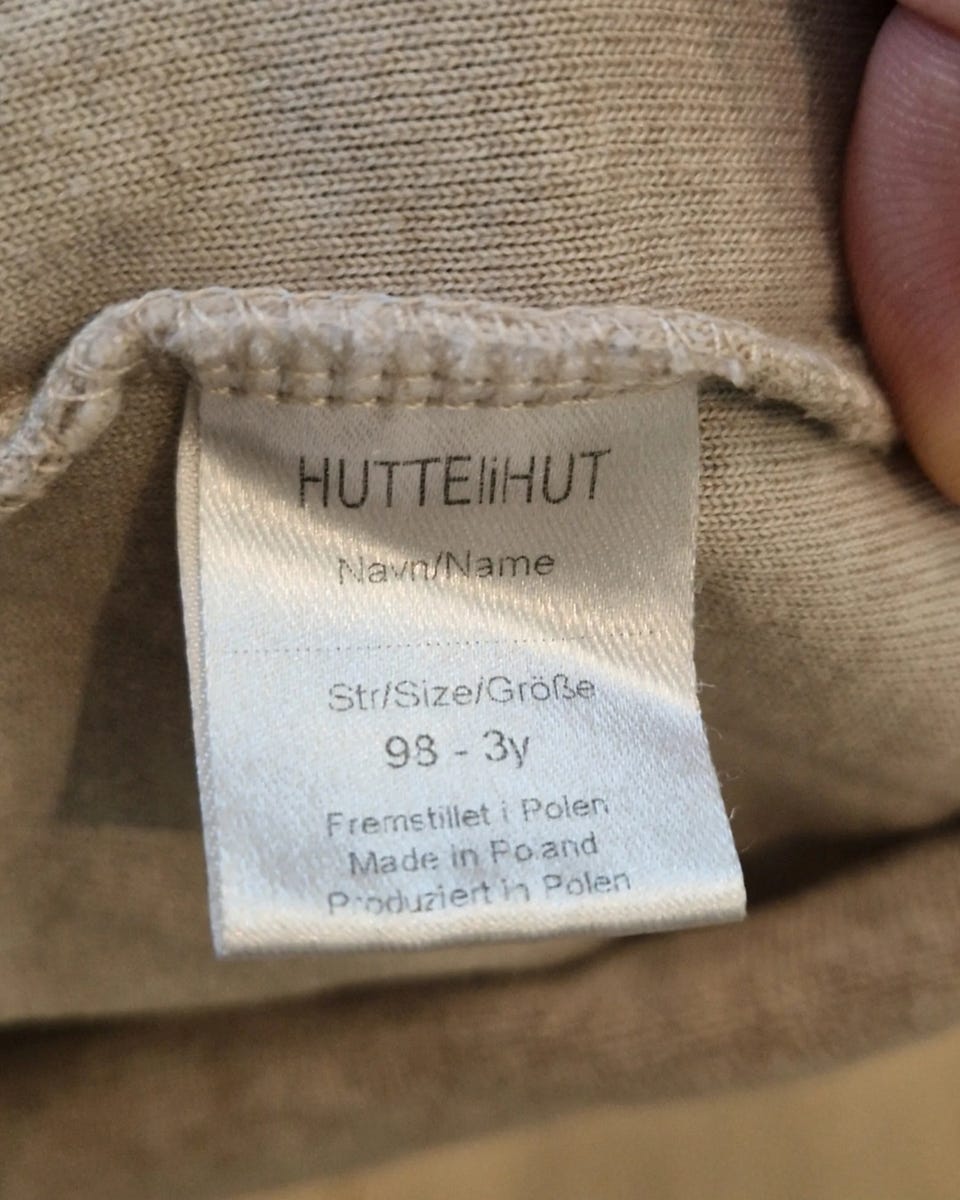 HUTTEliHUT
Navn/Name
Str/Size/Größe
98 - 3y
Fremstillet i Polen
Made in Poland
Produziert in Polen